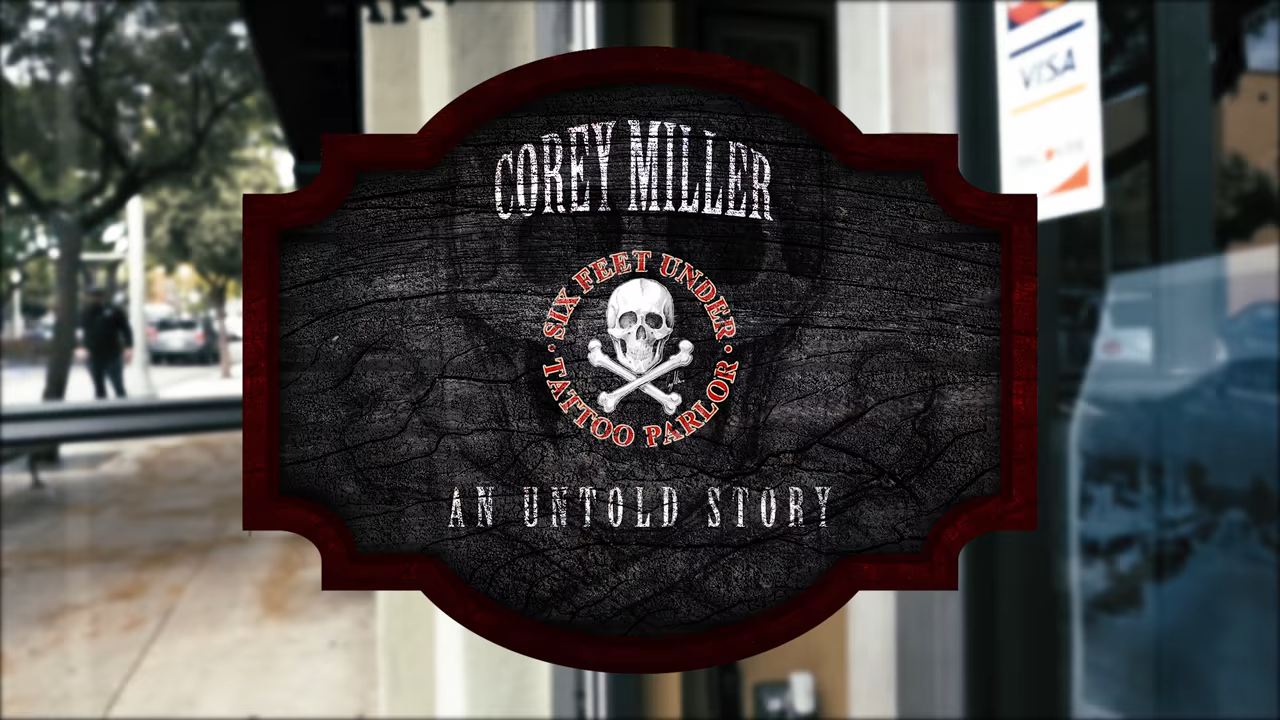 COREY MILLER
SIX FEET UNDER
TATTOO PARLOR
AN UNTOLD STORY
VISA